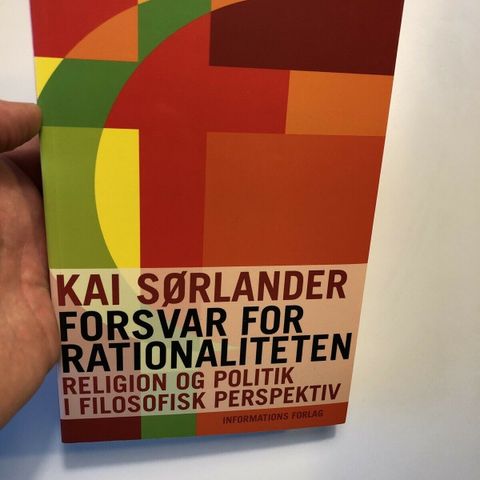 KAI SØRLANDER
FORSVAR FOR
RATIONALITETEN
RELIGION OG POLITIK
I FILOSOFISK PERSPEKTIV
INFORMATIONS FORLAG